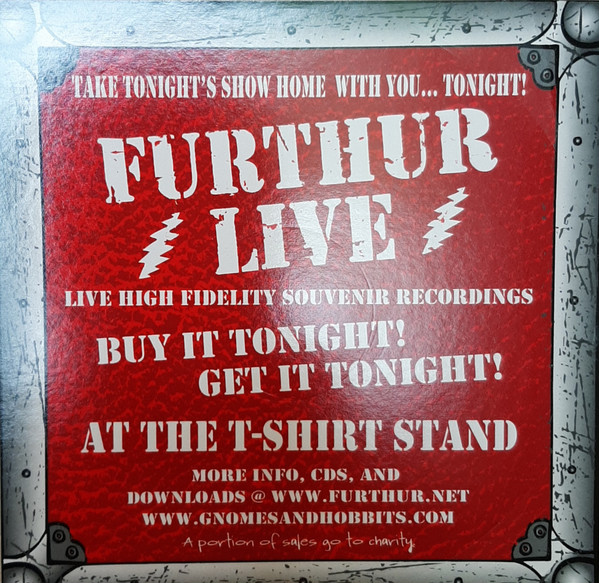 TAKE TONIGHT'S SHOW HOME WITH YOU... TONIGHT!
FURTHUR
LIVE
LIVE HIGH FIDELITY SOUVENIR RECORDINGS
BUY IT TONIGHT!
GET IT TONIGHT!
AT THE T-SHIRT STAND
MORE INFO, CDS, AND
DOWNLOADS @ WWW.FURTHUR.NET
WWW.GNOMESANDHOBBITS.COM
A portion of sales go to charity.